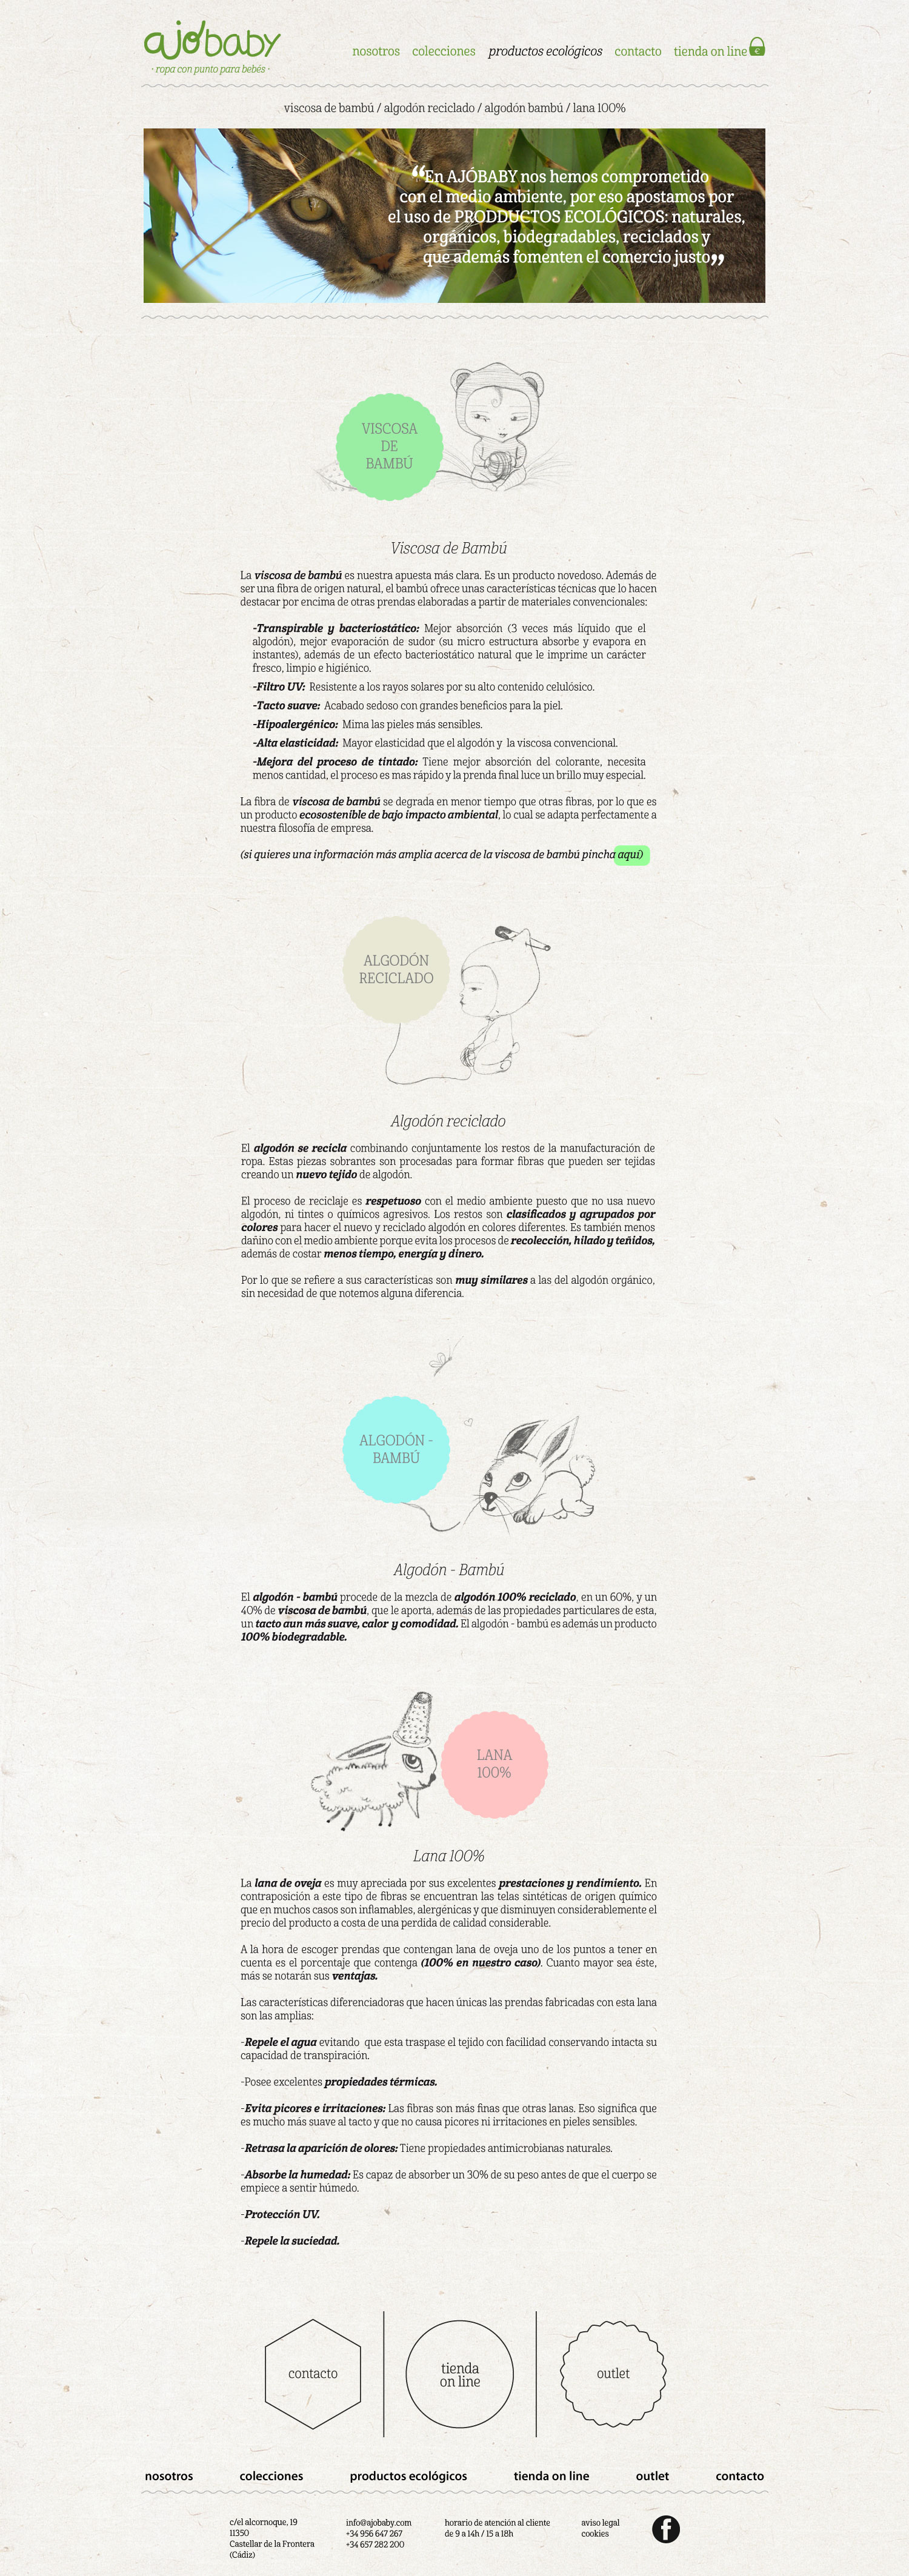 ajóbaby
· ropa con punto para bebés ·
nosotros colecciones productos ecológicos contacto tienda on line €
viscosa de bambú / algodón reciclado / algodón bambú / lana 100%
“En AJÓBABY nos hemos comprometido
con el medio ambiente, por eso apostamos por
el uso de PRODDUCTOS ECOLÓGICOS: naturales,
orgánicos, biodegradables, reciclados y
que además fomenten el comercio justo”
VISCOSA
DE
BAMBÚ
Viscosa de Bambú
La viscosa de bambú es nuestra apuesta más clara. Es un producto novedoso. Además de
ser una fibra de origen natural, el bambú ofrece unas características técnicas que lo hacen
destacar por encima de otras prendas elaboradas a partir de materiales convencionales:
-Transpirable y bacteriostático: Mejor absorción (3 veces más líquido que el
algodón), mejor evaporación de sudor (su micro estructura absorbe y evapora en
instantes), además de un efecto bacteriostático natural que le imprime un carácter
fresco, limpio e higiénico.
-Filtro UV: Resistente a los rayos solares por su alto contenido celulósico.
-Tacto suave: Acabado sedoso con grandes beneficios para la piel.
-Hipoalergénico: Mima las pieles más sensibles.
-Alta elasticidad: Mayor elasticidad que el algodón y la viscosa convencional.
-Mejora del proceso de tintado: Tiene mejor absorción del colorante, necesita
menos cantidad, el proceso es mas rápido y la prenda final luce un brillo muy especial.
La fibra de viscosa de bambú se degrada en menor tiempo que otras fibras, por lo que es
un producto ecosostenible de bajo impacto ambiental, lo cual se adapta perfectamente a
nuestra filosofía de empresa.
(si quieres una información más amplia acerca de la viscosa de bambú pincha aquí)
ALGODÓN
RECICLADO
Algodón reciclado
El algodón se recicla combinando conjuntamente los restos de la manufacturación de
ropa. Estas piezas sobrantes son procesadas para formar fibras que pueden ser tejidas
creando un nuevo tejido de algodón.
El proceso de reciclaje es respetuoso con el medio ambiente puesto que no usa nuevo
algodón, ni tintes o químicos agresivos. Los restos son clasificados y agrupados por
colores para hacer el nuevo y reciclado algodón en colores diferentes. Es también menos
dañino con el medio ambiente porque evita los procesos de recolección, hilado y teñidos,
además de costar menos tiempo, energía y dinero.
Por lo que se refiere a sus características son muy similares a las del algodón orgánico,
sin necesidad de que notemos alguna diferencia.
ALGODÓN -
BAMBÚ
Algodón - Bambú
El algodón - bambú procede de la mezcla de algodón 100% reciclado, en un 60%, y un
40% de viscosa de bambú, que le aporta, además de las propiedades particulares de esta,
un tacto aun más suave, calor y comodidad. El algodón - bambú es además un producto
100% biodegradable.
LANA
100%
Lana 100%
La lana de oveja es muy apreciada por sus excelentes prestaciones y rendimiento. En
contraposición a este tipo de fibras se encuentran las telas sintéticas de origen químico
que en muchos casos son inflamables, alergénicas y que disminuyen considerablemente el
precio del producto a costa de una perdida de calidad considerable.
A la hora de escoger prendas que contengan lana de oveja uno de los puntos a tener en
cuenta es el porcentaje que contenga (100% en nuestro caso). Cuanto mayor sea éste,
más se notarán sus ventajas.
Las características diferenciadoras que hacen únicas las prendas fabricadas con esta lana
son las amplias:
-Repele el agua evitando que esta traspase el tejido con facilidad conservando intacta su
capacidad de transpiración.
-Posee excelentes propiedades térmicas.
-Evita picores e irritaciones: Las fibras son más finas que otras lanas. Eso significa que
es mucho más suave al tacto y que no causa picores ni irritaciones en pieles sensibles.
-Retrasa la aparición de olores: Tiene propiedades antimicrobianas naturales.
-Absorbe la humedad: Es capaz de absorber un 30% de su peso antes de que el cuerpo se
empiece a sentir húmedo.
-Protección UV.
-Repele la suciedad.
contacto
tienda
on line
outlet
nosotros colecciones productos ecológicos tienda on line outlet contacto
c/el alcornoque, 19
11350
Castellar de la Frontera
(Cádiz)
info@ajobaby.com
+34 956 647 267
+34 657 282 200
horario de atención al cliente
de 9 a 14h / 15 a 18h
aviso legal
cookies
f